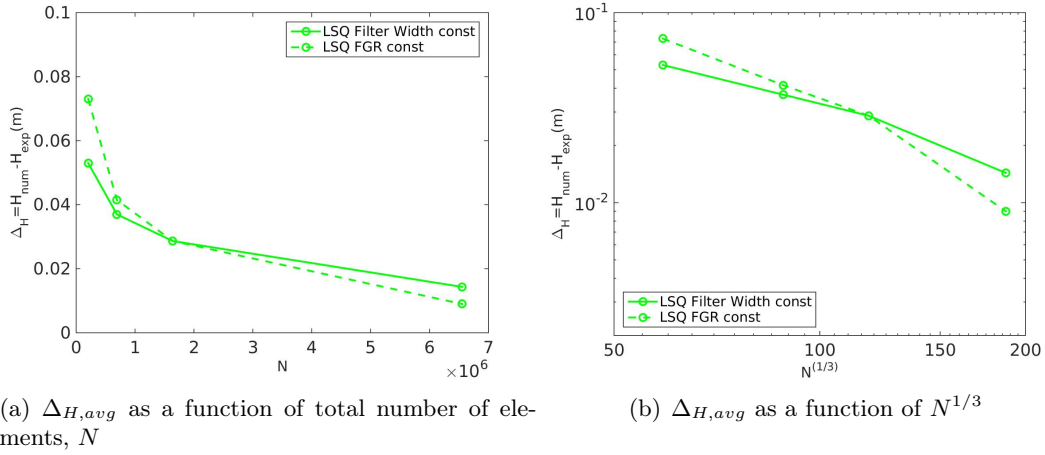 0.1
0.08
0.06
0.04
0.02
0
Δ_H=H_num-H_exp(m)
LSQ Filter Width const
LSQ FGR const
0 1 2 3 4 5 6 7
N
×10^6
(a) Δ_{H,avg} as a function of total number of ele-
ments, N
10^-1
10^-2
Δ_H=H_num-H_exp(m)
LSQ Filter Width const
LSQ FGR const
50 100 150 200
N^(1/3)
(b) Δ_{H,avg} as a function of N^{1/3}